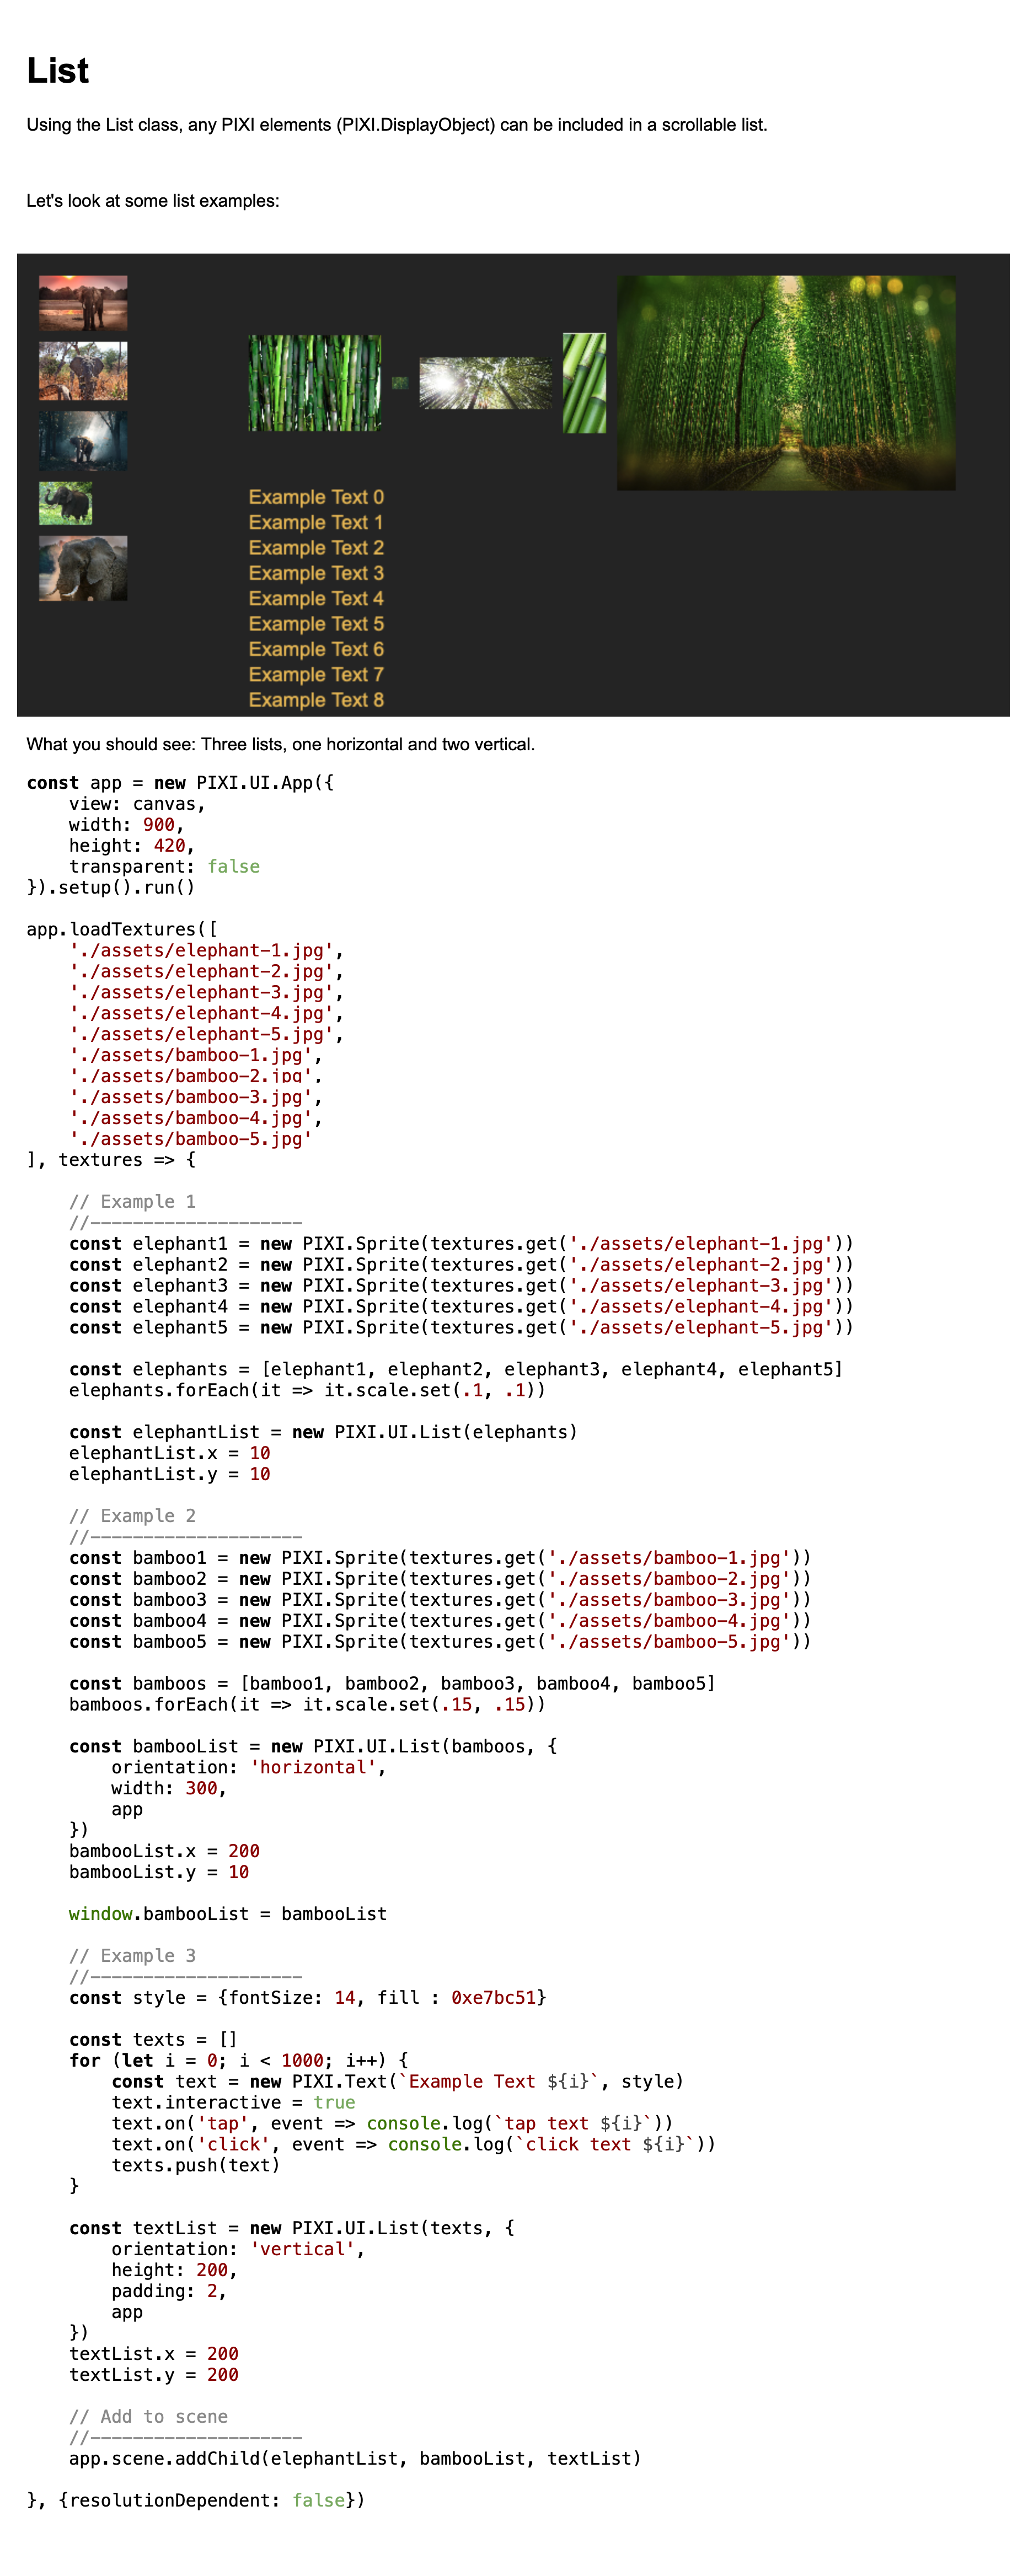 List
Using the List class, any PIXI elements (PIXI.DisplayObject) can be included in a scrollable list.
Let's look at some list examples:
Example Text 0
Example Text 1
Example Text 2
Example Text 3
Example Text 4
Example Text 5
Example Text 6
Example Text 7
Example Text 8
What you should see: Three lists, one horizontal and two vertical.
const app = new PIXI.UI.App({
    view: canvas,
    width: 900,
    height: 420,
    transparent: false
}).setup().run()
app.loadTextures([
    './assets/elephant-1.jpg',
    './assets/elephant-2.jpg',
    './assets/elephant-3.jpg',
    './assets/elephant-4.jpg',
    './assets/elephant-5.jpg',
    './assets/bamboo-1.jpg',
    './assets/bamboo-2.jpg',
    './assets/bamboo-3.jpg',
    './assets/bamboo-4.jpg',
    './assets/bamboo-5.jpg'
], textures => {
    // Example 1
    //--------------------
    const elephant1 = new PIXI.Sprite(textures.get('./assets/elephant-1.jpg'))
    const elephant2 = new PIXI.Sprite(textures.get('./assets/elephant-2.jpg'))
    const elephant3 = new PIXI.Sprite(textures.get('./assets/elephant-3.jpg'))
    const elephant4 = new PIXI.Sprite(textures.get('./assets/elephant-4.jpg'))
    const elephant5 = new PIXI.Sprite(textures.get('./assets/elephant-5.jpg'))
    const elephants = [elephant1, elephant2, elephant3, elephant4, elephant5]
    elephants.forEach(it => it.scale.set(.1, .1))
    const elephantList = new PIXI.UI.List(elephants)
    elephantList.x = 10
    elephantList.y = 10
    // Example 2
    //--------------------
    const bamboo1 = new PIXI.Sprite(textures.get('./assets/bamboo-1.jpg'))
    const bamboo2 = new PIXI.Sprite(textures.get('./assets/bamboo-2.jpg'))
    const bamboo3 = new PIXI.Sprite(textures.get('./assets/bamboo-3.jpg'))
    const bamboo4 = new PIXI.Sprite(textures.get('./assets/bamboo-4.jpg'))
    const bamboo5 = new PIXI.Sprite(textures.get('./assets/bamboo-5.jpg'))
    const bamboos = [bamboo1, bamboo2, bamboo3, bamboo4, bamboo5]
    bamboos.forEach(it => it.scale.set(.15, .15))
    const bambooList = new PIXI.UI.List(bamboos, {
        orientation: 'horizontal',
        width: 300,
        app
    })
    bambooList.x = 200
    bambooList.y = 10
    window.bambooList = bambooList
    // Example 3
    //--------------------
    const style = {fontSize: 14, fill : 0xe7bc51}
    const texts = []
    for (let i = 0; i < 1000; i++) {
        const text = new PIXI.Text(`Example Text ${i}`, style)
        text.interactive = true
        text.on('tap', event => console.log(`tap text ${i}`))
        text.on('click', event => console.log(`click text ${i}`))
        texts.push(text)
    }
    const textList = new PIXI.UI.List(texts, {
        orientation: 'vertical',
        height: 200,
        padding: 2,
        app
    })
    textList.x = 200
    textList.y = 200
    // Add to scene
    //--------------------
    app.scene.addChild(elephantList, bambooList, textList)
}, {resolutionDependent: false})